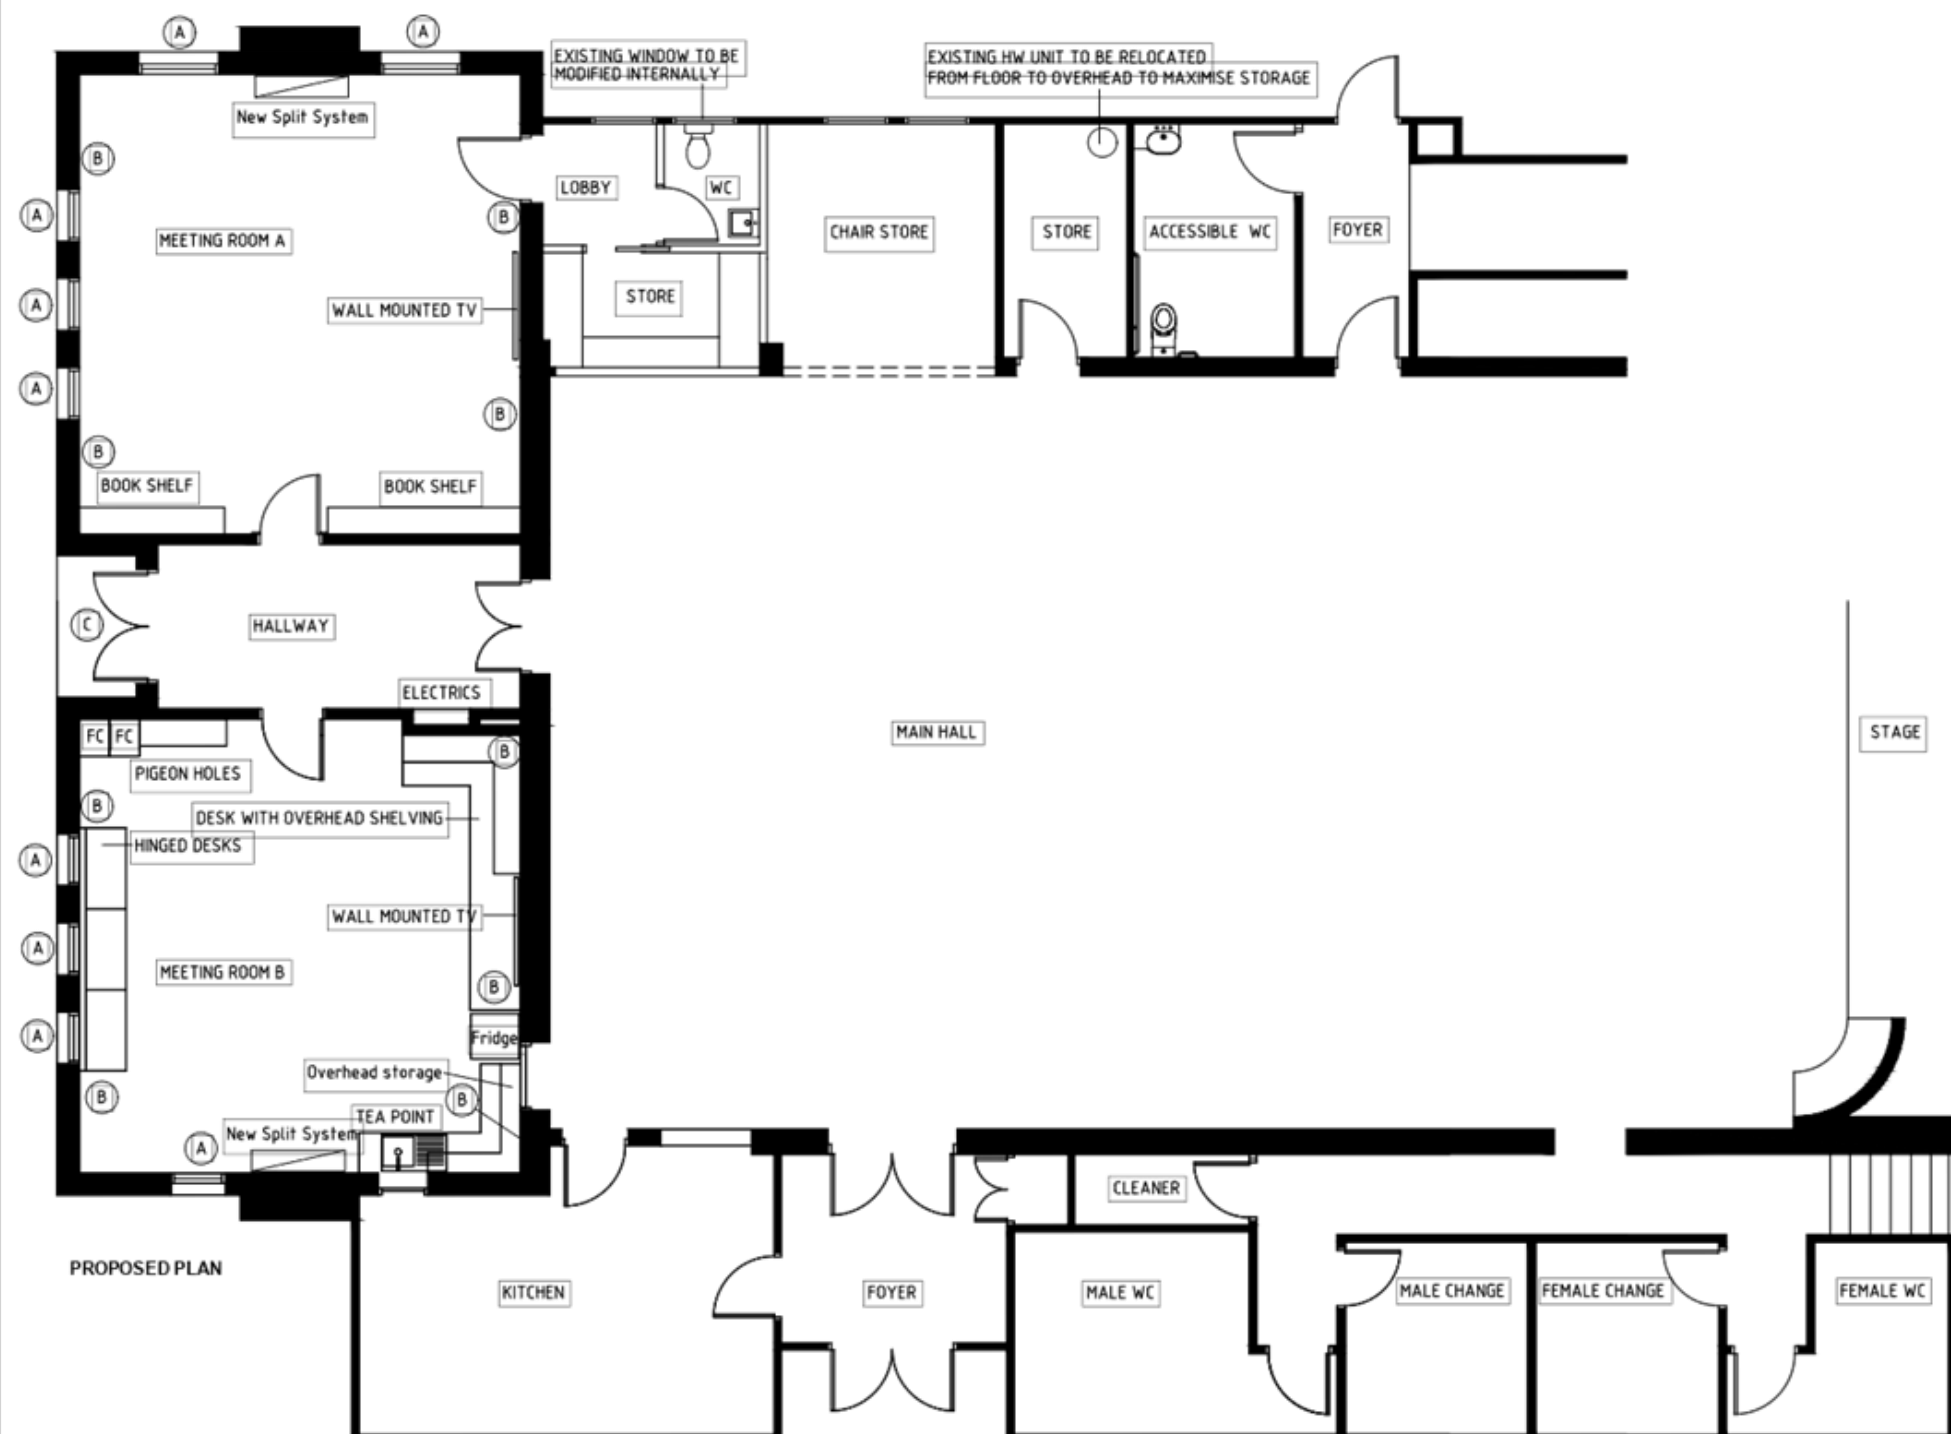 A
A
EXISTING WINDOW TO BE
MODIFIED INTERNALLY
EXISTING HW UNIT TO BE RELOCATED
FROM FLOOR TO OVERHEAD TO MAXIMISE STORAGE
New Split System
B
LOBBY
WC
A
B
MEETING ROOM A
CHAIR STORE
STORE
ACCESSIBLE WC
FOYER
STORE
A
WALL MOUNTED TV
A
B
B
BOOK SHELF
BOOK SHELF
C
HALLWAY
ELECTRICS
FC
FC
B
MAIN HALL
STAGE
PIGEON HOLES
B
DESK WITH OVERHEAD SHELVING
HINGED DESKS
A
WALL MOUNTED TV
A
MEETING ROOM B
B
A
Fridge
Overhead storage
B
B
TEA POINT
New Split System
A
CLEANER
PROPOSED PLAN
KITCHEN
FOYER
MALE WC
MALE CHANGE
FEMALE CHANGE
FEMALE WC